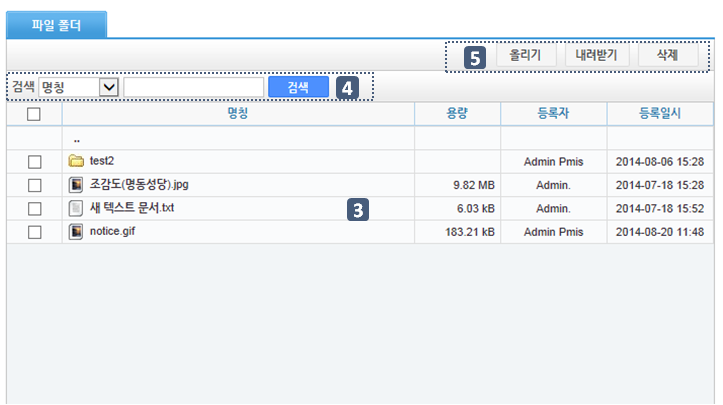 파일 폴더
5 올리기 내려받기 삭제
검색 명칭 검색 4
명칭 용량 등록자 등록일시
..
test2 Admin Pmis 2014-08-06 15:28
조감도(명동성당).jpg 9.82 MB Admin. 2014-07-18 15:28
새 텍스트 문서.txt 3 6.03 kB Admin. 2014-07-18 15:52
notice.gif 183.21 kB Admin Pmis 2014-08-20 11:48